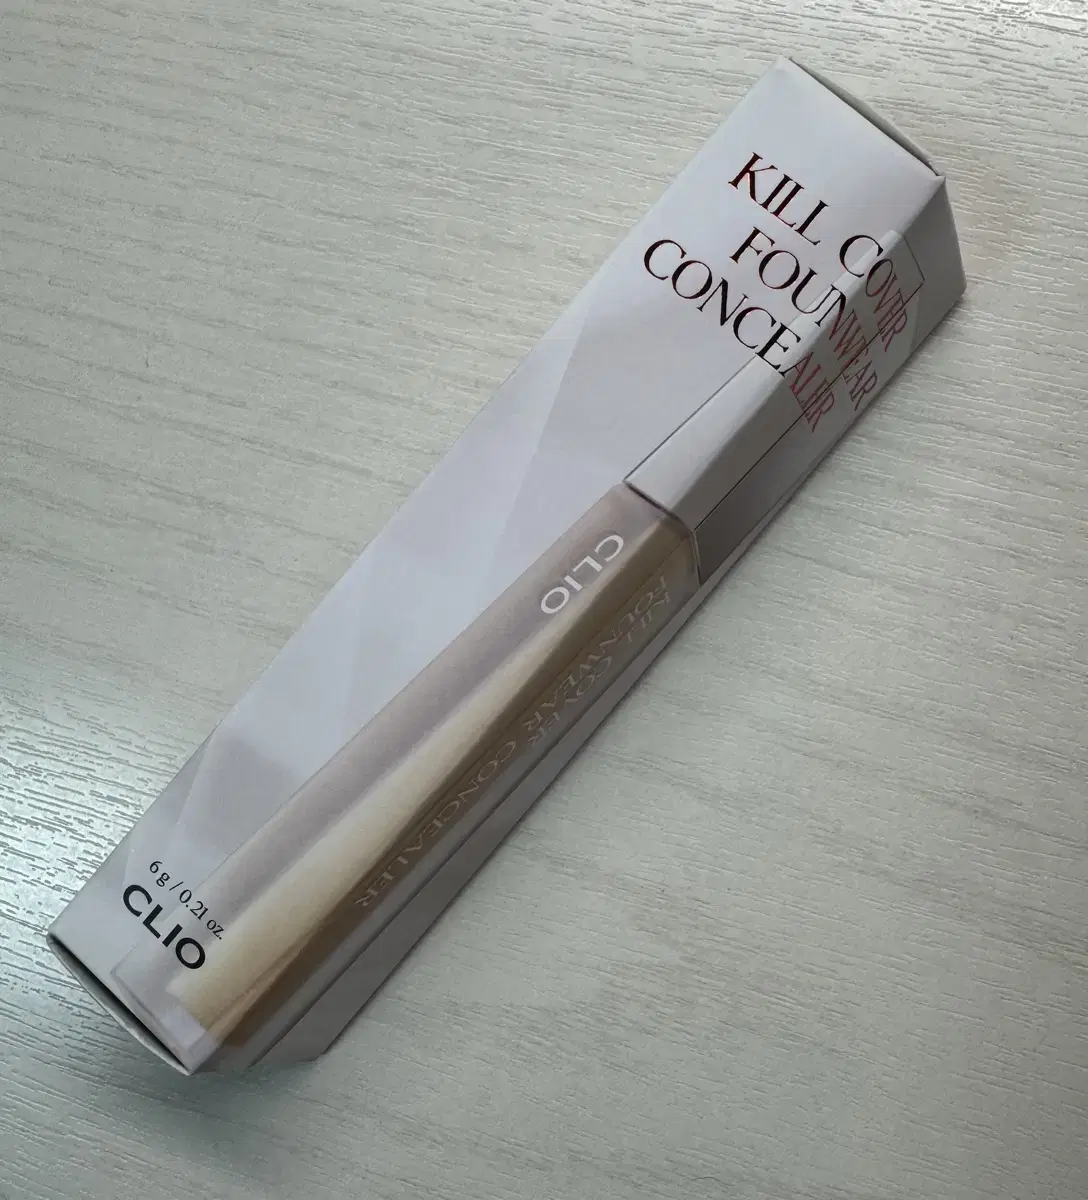 KILL COVER
FOUNWEAR
CONCEALER
CLIO
KILL COVER
FOUNWEAR CONCEALER
6 g / 0.21 oz.
CLIO